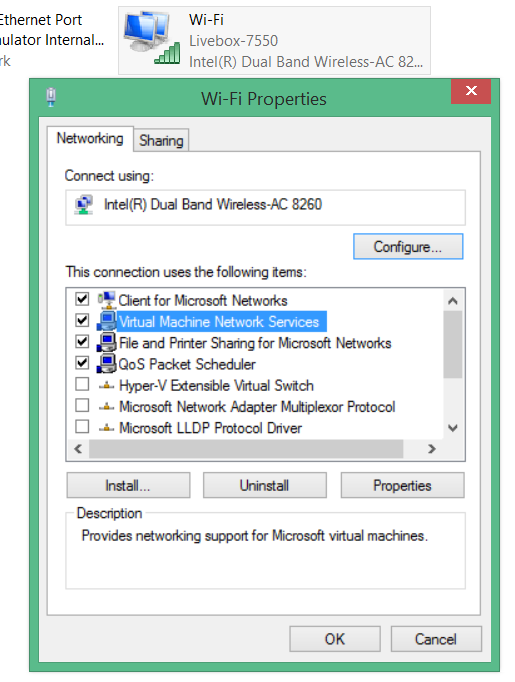 Ethernet Port
nulator Internal...
rk
Wi-Fi
Livebox-7550
Intel(R) Dual Band Wireless-AC 82...
Wi-Fi Properties
Networking
Sharing
Connect using:
Intel(R) Dual Band Wireless-AC 8260
Configure...
This connection uses the following items:
Client for Microsoft Networks
Virtual Machine Network Services
File and Printer Sharing for Microsoft Networks
QoS Packet Scheduler
Hyper-V Extensible Virtual Switch
Microsoft Network Adapter Multiplexor Protocol
Microsoft LLDP Protocol Driver
Install...
Uninstall
Properties
Description
Provides networking support for Microsoft virtual machines.
OK
Cancel